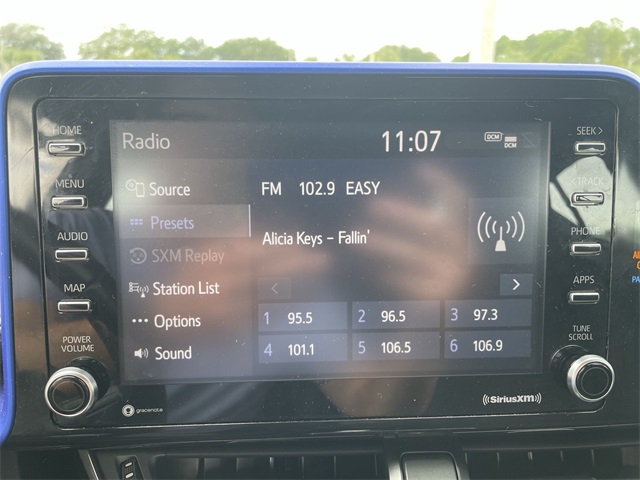 HOME
MENU
AUDIO
MAP
POWER
VOLUME
Radio
11:07
DCM
DCM
Source
Presets
SXM Replay
Station List
Options
Sound
FM 102.9 EASY
Alicia Keys - Fallin'
< >
1 95.5 2 96.5 3 97.3
4 101.1 5 106.5 6 106.9
SEEK >
< TRACK
PHONE
APPS
TUNE
SCROLL
gracenote
((SiriusXM))